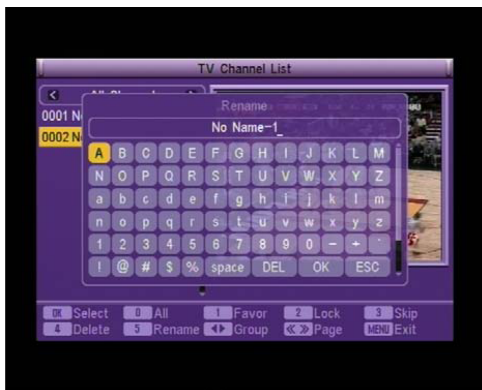 TV Channel List
Rename
0001 N
No Name-1_
0002 N
A B C D E F G H I J K L M
N O P Q R S T U V W X Y Z
a b c d e f g h i j k l m
n o p q r s t u v w x y z
1 2 3 4 5 6 7 8 9 0 - +
! @ # $ % space DEL OK ESC
OK Select 0 All 1 Favor 2 Lock 3 Skip
4 Delete 5 Rename ◀▶ Group ≪ ≫ Page MENU Exit